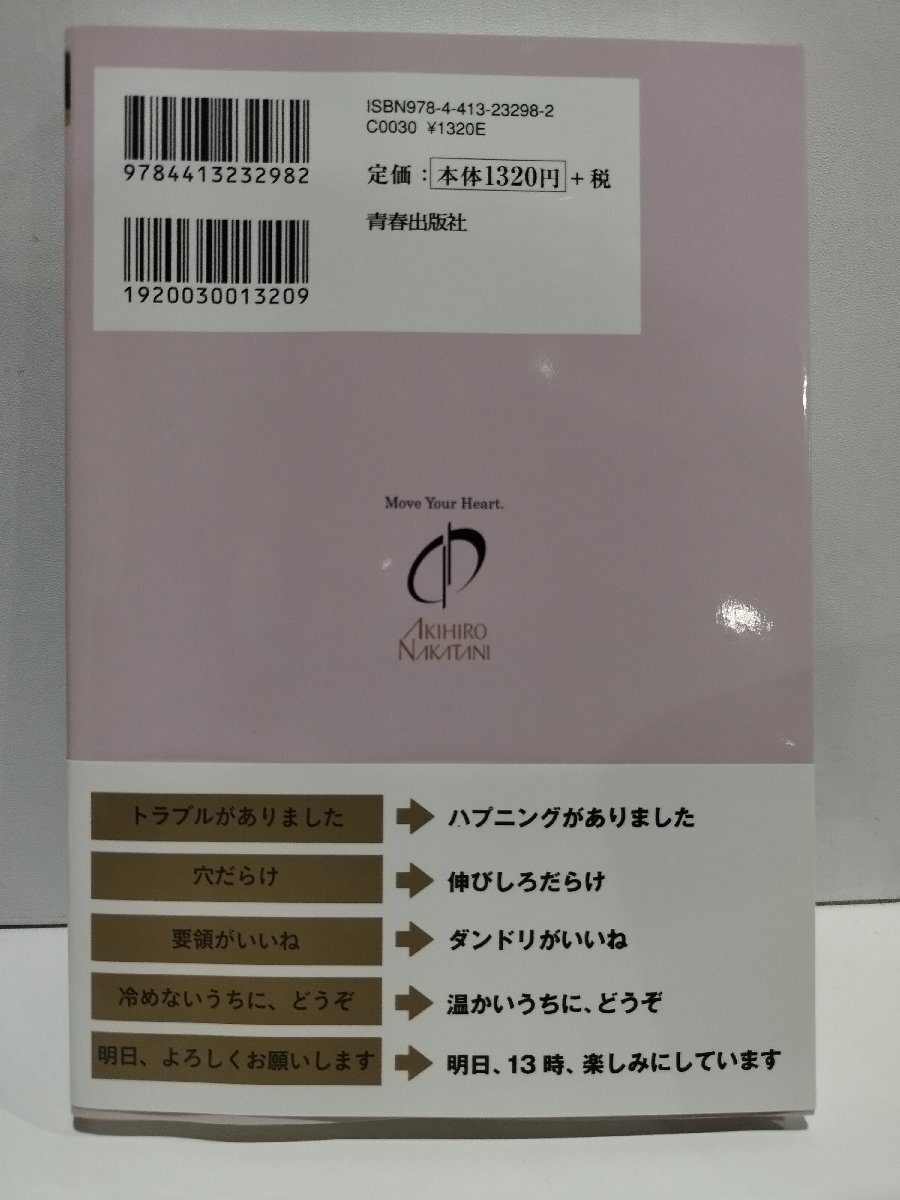 ISBN978-4-413-23298-2
C0030 ¥1320E
9784413232982
定価：本体1320円＋税
青春出版社
1920030013209
Move Your Heart.
AKIHIRO
NAKATANI
トラブルがありました ➡ ハプニングがありました
穴だらけ ➡ 伸びしろだらけ
要領がいいね ➡ ダンドリがいいね
冷めないうちに、どうぞ ➡ 温かいうちに、どうぞ
明日、よろしくお願いします ➡ 明日、13時、楽しみにしています